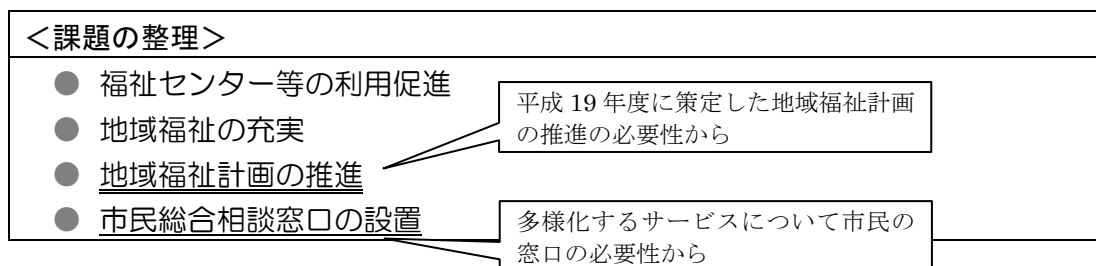 ＜課題の整理＞
● 福祉センター等の利用促進
● 地域福祉の充実
● 地域福祉計画の推進
● 市民総合相談窓口の設置
平成 19 年度に策定した地域福祉計画
の推進の必要性から
多様化するサービスについて市民の
窓口の必要性から